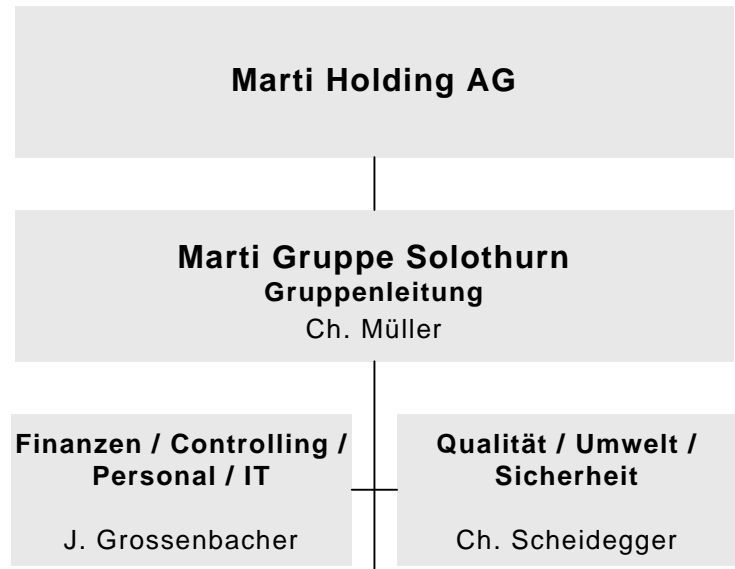 Marti Holding AG
Marti Gruppe Solothurn
Gruppenleitung
Ch. Müller
Finanzen / Controlling /
Personal / IT
J. Grossenbacher
Qualität / Umwelt /
Sicherheit
Ch. Scheidegger